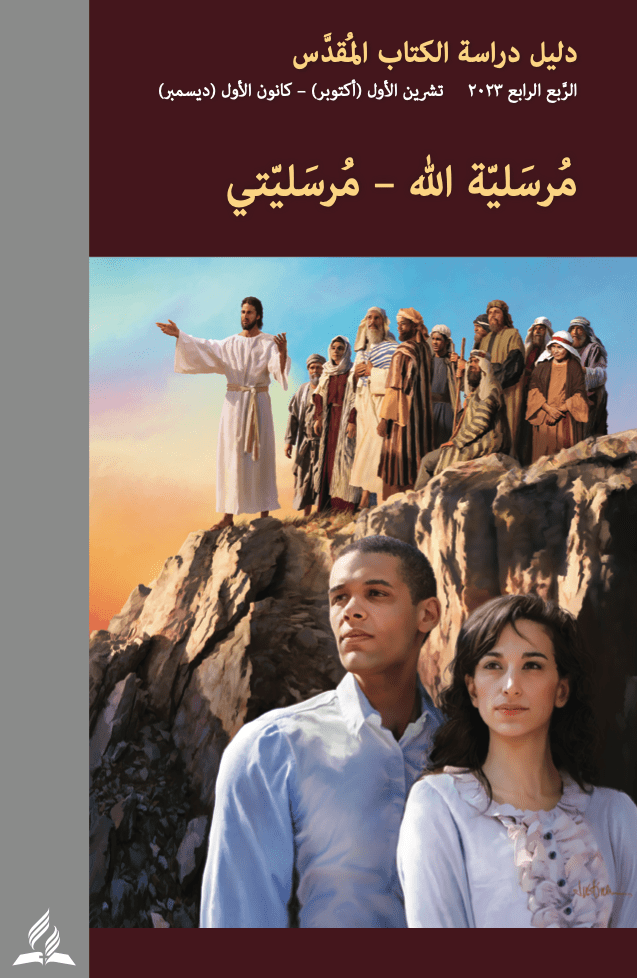 دليل دراسة الكتاب المُقدَّس
الرِّبع الرابع ٢٠٢٣ تشرين الأول (أكتوبر) – كانون الأول (ديسمبر)
مُرسَليّة الله – مُرسَليّتي